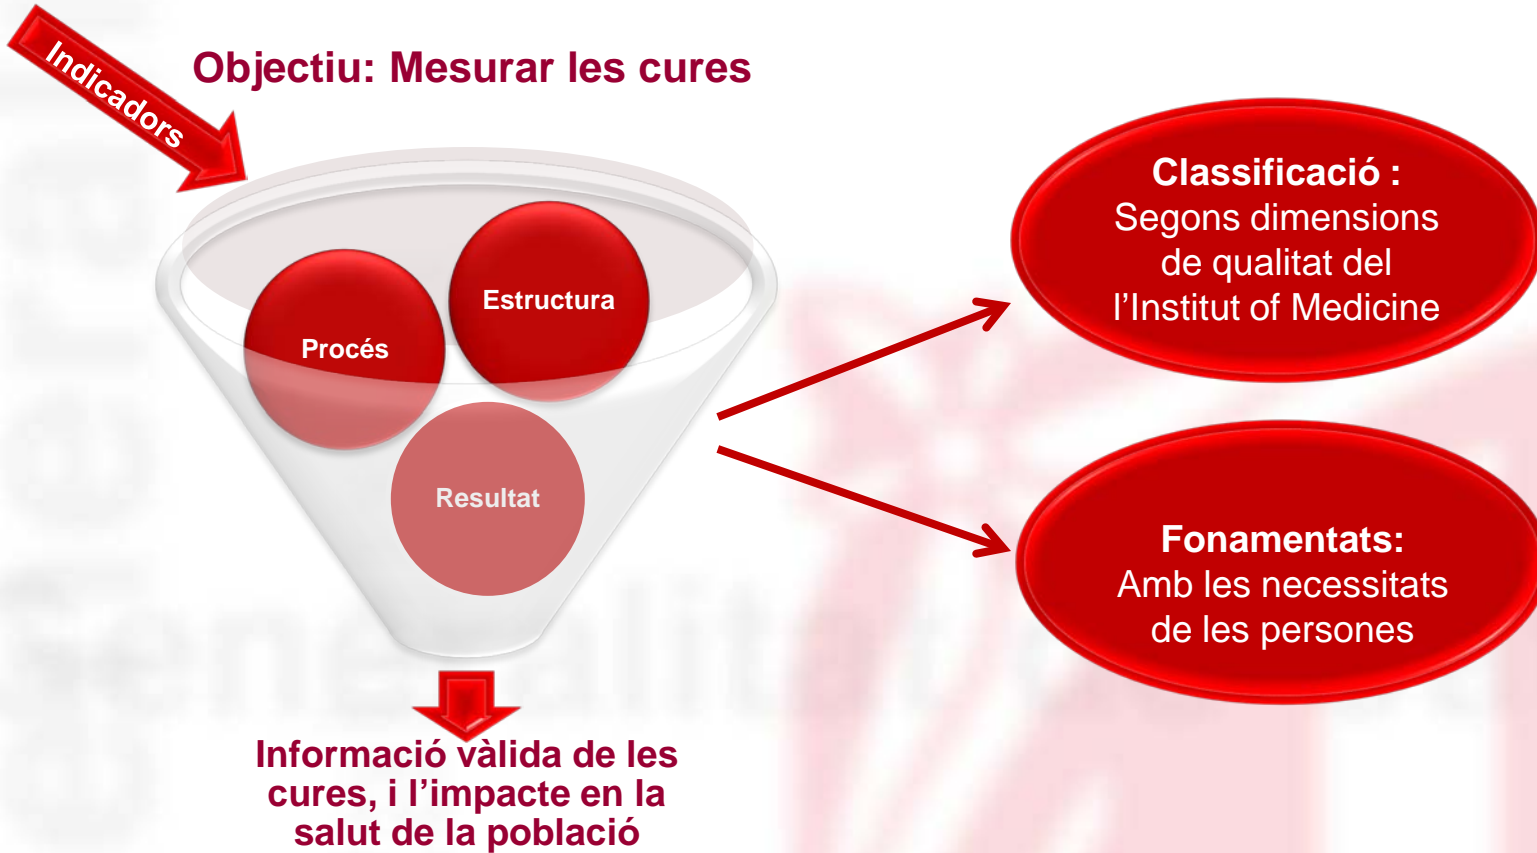 Indicadors
Objectiu: Mesurar les cures
Procés
Estructura
Resultat
Informació vàlida de les
cures, i l’impacte en la
salut de la població
Classificació :
Segons dimensions
de qualitat del
l’Institut of Medicine
Fonamentats:
Amb les necessitats
de les persones